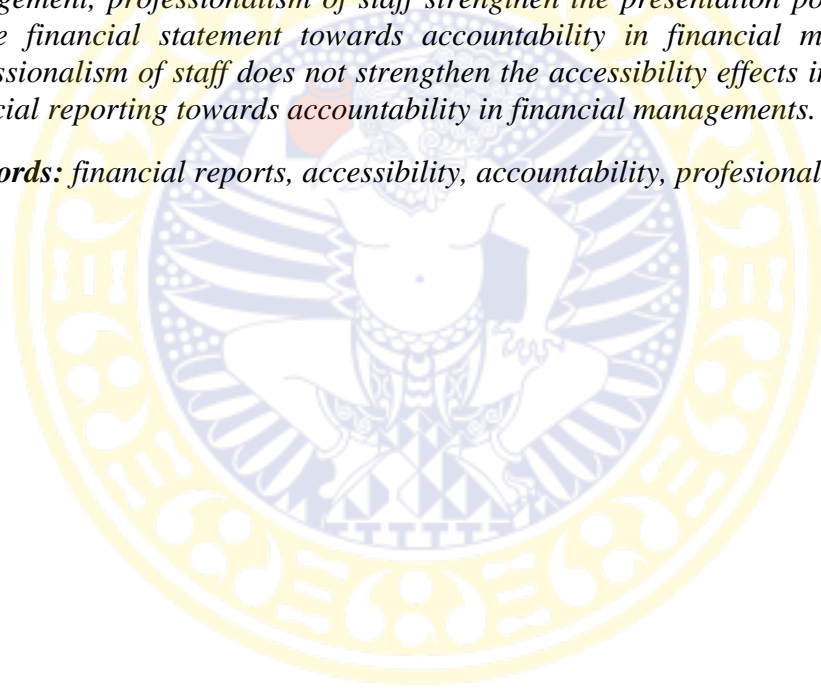 gement, professionalism of staff strengthen the presentation po
e financial statement towards accountability in financial m
ssionalism of staff does not strengthen the accessibility effects in
cial reporting towards accountability in financial managements.
ords: financial reports, accessibility, accountability, profesional